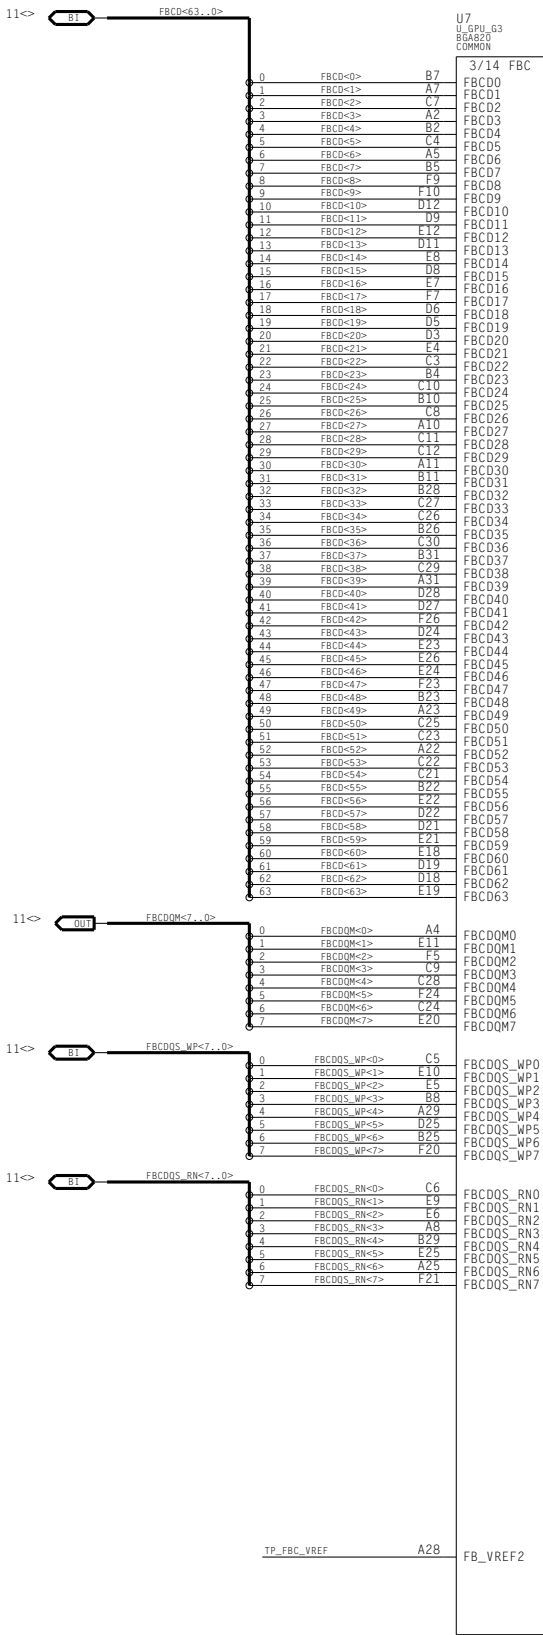 11<> BI FBCD<63..0>
U7
U_GPU_G3
BGA820
COMMON
3/14 FBC
0 FBCD<0> B7 FBCD0
1 FBCD<1> A7 FBCD1
2 FBCD<2> C7 FBCD2
3 FBCD<3> A2 FBCD3
4 FBCD<4> B2 FBCD4
5 FBCD<5> C4 FBCD5
6 FBCD<6> A5 FBCD6
7 FBCD<7> B5 FBCD7
8 FBCD<8> F9 FBCD8
9 FBCD<9> F10 FBCD9
10 FBCD<10> D12 FBCD10
11 FBCD<11> D9 FBCD11
12 FBCD<12> E12 FBCD12
13 FBCD<13> D11 FBCD13
14 FBCD<14> E8 FBCD14
15 FBCD<15> D8 FBCD15
16 FBCD<16> E7 FBCD16
17 FBCD<17> F7 FBCD17
18 FBCD<18> D6 FBCD18
19 FBCD<19> D5 FBCD19
20 FBCD<20> D3 FBCD20
21 FBCD<21> E4 FBCD21
22 FBCD<22> C3 FBCD22
23 FBCD<23> B4 FBCD23
24 FBCD<24> C10 FBCD24
25 FBCD<25> B10 FBCD25
26 FBCD<26> C8 FBCD26
27 FBCD<27> A10 FBCD27
28 FBCD<28> C11 FBCD28
29 FBCD<29> C12 FBCD29
30 FBCD<30> A11 FBCD30
31 FBCD<31> B11 FBCD31
32 FBCD<32> B28 FBCD32
33 FBCD<33> C27 FBCD33
34 FBCD<34> C26 FBCD34
35 FBCD<35> B26 FBCD35
36 FBCD<36> C30 FBCD36
37 FBCD<37> B31 FBCD37
38 FBCD<38> C29 FBCD38
39 FBCD<39> A31 FBCD39
40 FBCD<40> D28 FBCD40
41 FBCD<41> D27 FBCD41
42 FBCD<42> F26 FBCD42
43 FBCD<43> D24 FBCD43
44 FBCD<44> E23 FBCD44
45 FBCD<45> E26 FBCD45
46 FBCD<46> E24 FBCD46
47 FBCD<47> F23 FBCD47
48 FBCD<48> B23 FBCD48
49 FBCD<49> A23 FBCD49
50 FBCD<50> C25 FBCD50
51 FBCD<51> C23 FBCD51
52 FBCD<52> A22 FBCD52
53 FBCD<53> C22 FBCD53
54 FBCD<54> C21 FBCD54
55 FBCD<55> B22 FBCD55
56 FBCD<56> E22 FBCD56
57 FBCD<57> D22 FBCD57
58 FBCD<58> D21 FBCD58
59 FBCD<59> E21 FBCD59
60 FBCD<60> E18 FBCD60
61 FBCD<61> D19 FBCD61
62 FBCD<62> D18 FBCD62
63 FBCD<63> E19 FBCD63
11<> OUT FBCDQM<7..0>
0 FBCDQM<0> A4 FBCDQM0
1 FBCDQM<1> E11 FBCDQM1
2 FBCDQM<2> F5 FBCDQM2
3 FBCDQM<3> C9 FBCDQM3
4 FBCDQM<4> C28 FBCDQM4
5 FBCDQM<5> F24 FBCDQM5
6 FBCDQM<6> C24 FBCDQM6
7 FBCDQM<7> E20 FBCDQM7
11<> BI FBCDQS_WP<7..0>
0 FBCDQS_WP<0> C5 FBCDQS_WP0
1 FBCDQS_WP<1> E10 FBCDQS_WP1
2 FBCDQS_WP<2> E5 FBCDQS_WP2
3 FBCDQS_WP<3> B8 FBCDQS_WP3
4 FBCDQS_WP<4> A29 FBCDQS_WP4
5 FBCDQS_WP<5> D25 FBCDQS_WP5
6 FBCDQS_WP<6> B25 FBCDQS_WP6
7 FBCDQS_WP<7> F20 FBCDQS_WP7
11<> BI FBCDQS_RN<7..0>
0 FBCDQS_RN<0> C6 FBCDQS_RN0
1 FBCDQS_RN<1> E9 FBCDQS_RN1
2 FBCDQS_RN<2> E6 FBCDQS_RN2
3 FBCDQS_RN<3> A8 FBCDQS_RN3
4 FBCDQS_RN<4> B29 FBCDQS_RN4
5 FBCDQS_RN<5> E25 FBCDQS_RN5
6 FBCDQS_RN<6> A25 FBCDQS_RN6
7 FBCDQS_RN<7> F21 FBCDQS_RN7
TP_FBC_VREF A28 FB_VREF2